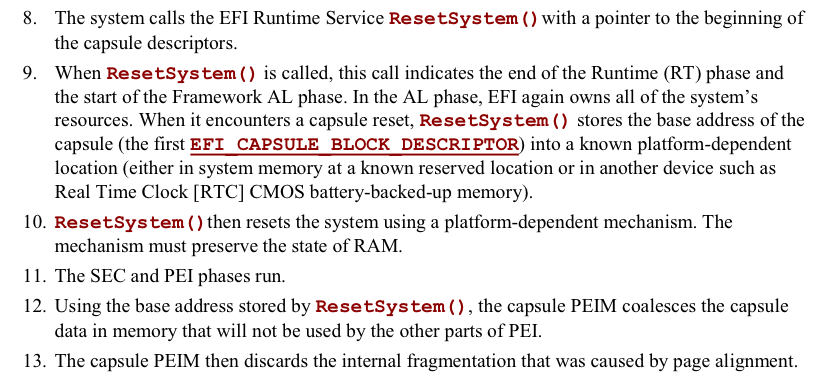 8. The system calls the EFI Runtime Service ResetSystem() with a pointer to the beginning of
the capsule descriptors.
9. When ResetSystem() is called, this call indicates the end of the Runtime (RT) phase and
the start of the Framework AL phase. In the AL phase, EFI again owns all of the system’s
resources. When it encounters a capsule reset, ResetSystem() stores the base address of the
capsule (the first EFI_CAPSULE_BLOCK_DESCRIPTOR) into a known platform-dependent
location (either in system memory at a known reserved location or in another device such as
Real Time Clock [RTC] CMOS battery-backed-up memory).
10. ResetSystem() then resets the system using a platform-dependent mechanism. The
mechanism must preserve the state of RAM.
11. The SEC and PEI phases run.
12. Using the base address stored by ResetSystem(), the capsule PEIM coalesces the capsule
data in memory that will not be used by the other parts of PEI.
13. The capsule PEIM then discards the internal fragmentation that was caused by page alignment.